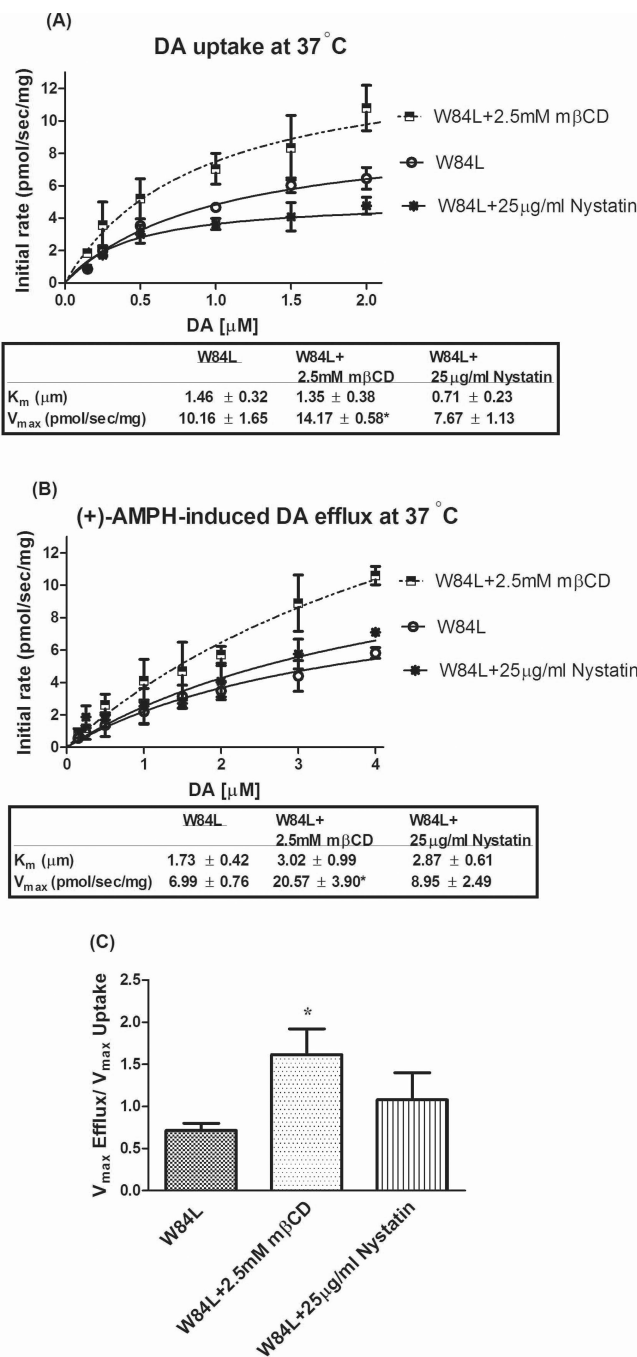 (A)
DA uptake at 37 °C
Initial rate (pmol/sec/mg)
12
10
8
6
4
2
0
0.0 0.5 1.0 1.5 2.0
DA [μM]
W84L+2.5mM mβCD
W84L
W84L+25μg/ml Nystatin
W84L W84L+ W84L+
2.5mM mβCD 25μg/ml Nystatin
Km (μm) 1.46 ± 0.32 1.35 ± 0.38 0.71 ± 0.23
Vmax (pmol/sec/mg) 10.16 ± 1.65 14.17 ± 0.58* 7.67 ± 1.13
(B)
(+)-AMPH-induced DA efflux at 37 °C
Initial rate (pmol/sec/mg)
12
10
8
6
4
2
0
0 1 2 3 4
DA [μM]
W84L+2.5mM mβCD
W84L
W84L+25μg/ml Nystatin
W84L W84L+ W84L+
2.5mM mβCD 25μg/ml Nystatin
Km (μm) 1.73 ± 0.42 3.02 ± 0.99 2.87 ± 0.61
Vmax (pmol/sec/mg) 6.99 ± 0.76 20.57 ± 3.90* 8.95 ± 2.49
(C)
Vmax Efflux/ Vmax Uptake
2.5
2.0
1.5
1.0
0.5
0.0
*
W84L
W84L+2.5mM mβCD
W84L+25μg/ml Nystatin